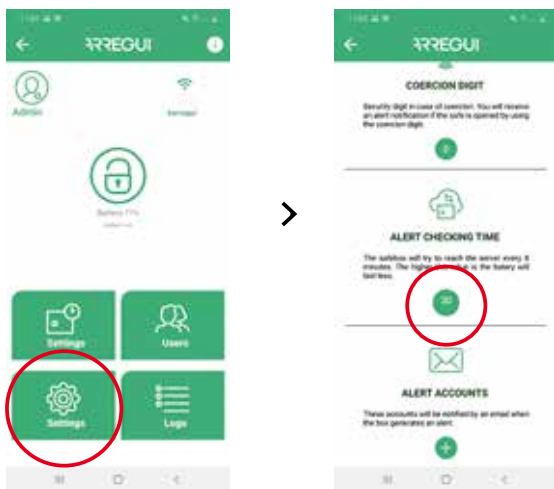 ARREGUI
Admin
Battery 77%
Settings
Users
Settings
Logs
>
ARREGUI
COERCION DIGIT
Security digit in case of coercion. You will receive
an alert notification if the safe is opened by using
the coercion digit.
ALERT CHECKING TIME
The safebox will try to reach the server every X
minutes. The higher this value is the battery will
last less.
30
ALERT ACCOUNTS
These accounts will be notified by an email when
the box generates an alert.